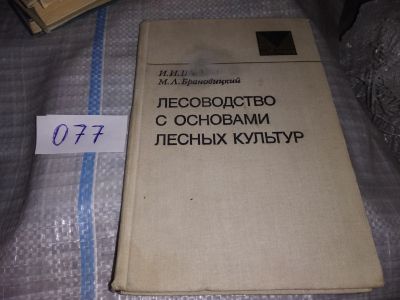 077
И.И.
М.Л.Брановицкий
ЛЕСОВОДСТВО
С ОСНОВАМИ
ЛЕСНЫХ КУЛЬТУР